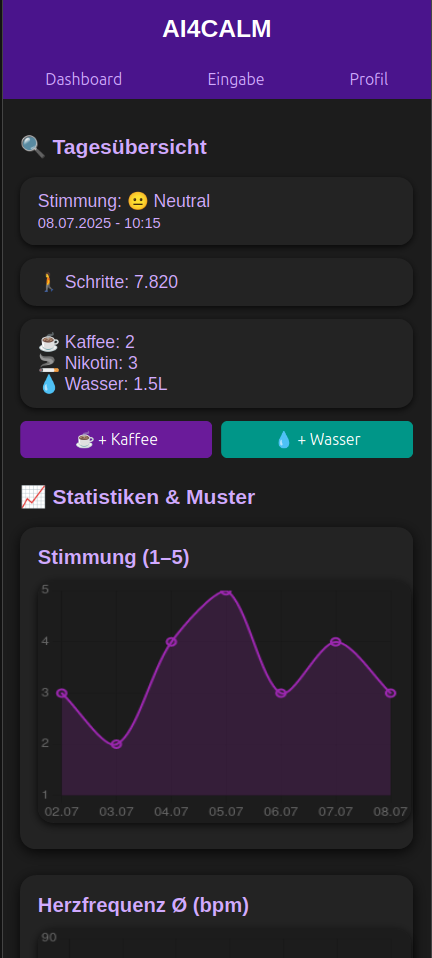 AI4CALM
Dashboard Eingabe Profil
🔍 Tagesübersicht
Stimmung: 😐 Neutral
08.07.2025 - 10:15
🚶 Schritte: 7.820
☕ Kaffee: 2
🚬 Nikotin: 3
💧 Wasser: 1.5L
☕ + Kaffee 💧 + Wasser
📈 Statistiken & Muster
Stimmung (1–5)
5
4
3
2
1
02.07 03.07 04.07 05.07 06.07 07.07 08.07
Herzfrequenz Ø (bpm)
90